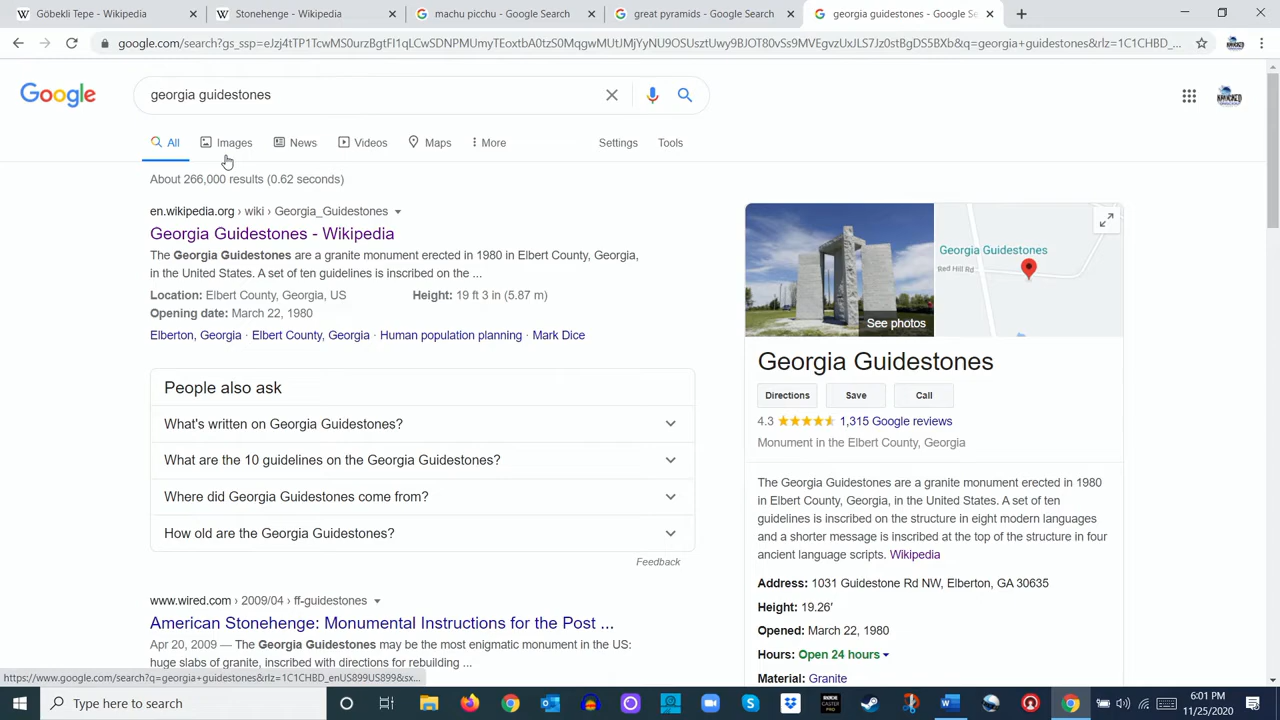 Göbekli Tepe - Wikipedia
Stonehenge - Wikipedia
machu picchu - Google Search
great pyramids - Google Search
georgia guidestones - Google Se
google.com/search?gs_ssp=eJzj4tTP1TcwMS0urzBgtFI1qLCwSDNPMUmyTEoxtbA0tzS0MqgwMUtJMjYyNU9OSUsztUwy9BJOT80vSs9MVEgvzUxJLS7Jz0stBgDS5BXb&q=georgia+guidestones&rlz=1C1CHBD_...
Google
georgia guidestones
All
Images
News
Videos
Maps
More
Settings
Tools
About 266,000 results (0.62 seconds)
en.wikipedia.org › wiki › Georgia_Guidestones
Georgia Guidestones - Wikipedia
The Georgia Guidestones are a granite monument erected in 1980 in Elbert County, Georgia,
in the United States. A set of ten guidelines is inscribed on the ...
Location: Elbert County, Georgia, US
Height: 19 ft 3 in (5.87 m)
Opening date: March 22, 1980
Elberton, Georgia · Elbert County, Georgia · Human population planning · Mark Dice
People also ask
What's written on Georgia Guidestones?
What are the 10 guidelines on the Georgia Guidestones?
Where did Georgia Guidestones come from?
How old are the Georgia Guidestones?
Feedback
www.wired.com › 2009/04 › ff-guidestones
American Stonehenge: Monumental Instructions for the Post ...
Apr 20, 2009 — The Georgia Guidestones may be the most enigmatic monument in the US:
huge slabs of granite, inscribed with directions for rebuilding ...
https://www.google.com/search?q=georgia+guidestones&rlz=1C1CHBD_enUS899US899&sx...
See photos
Georgia Guidestones
Red Hill Rd
Georgia Guidestones
Directions
Save
Call
4.3
1,315 Google reviews
Monument in the Elbert County, Georgia
The Georgia Guidestones are a granite monument erected in 1980
in Elbert County, Georgia, in the United States. A set of ten
guidelines is inscribed on the structure in eight modern languages
and a shorter message is inscribed at the top of the structure in four
ancient language scripts. Wikipedia
Address: 1031 Guidestone Rd NW, Elberton, GA 30635
Height: 19.26′
Opened: March 22, 1980
Hours: Open 24 hours
Material: Granite
Type here to search
6:01 PM
11/25/2020